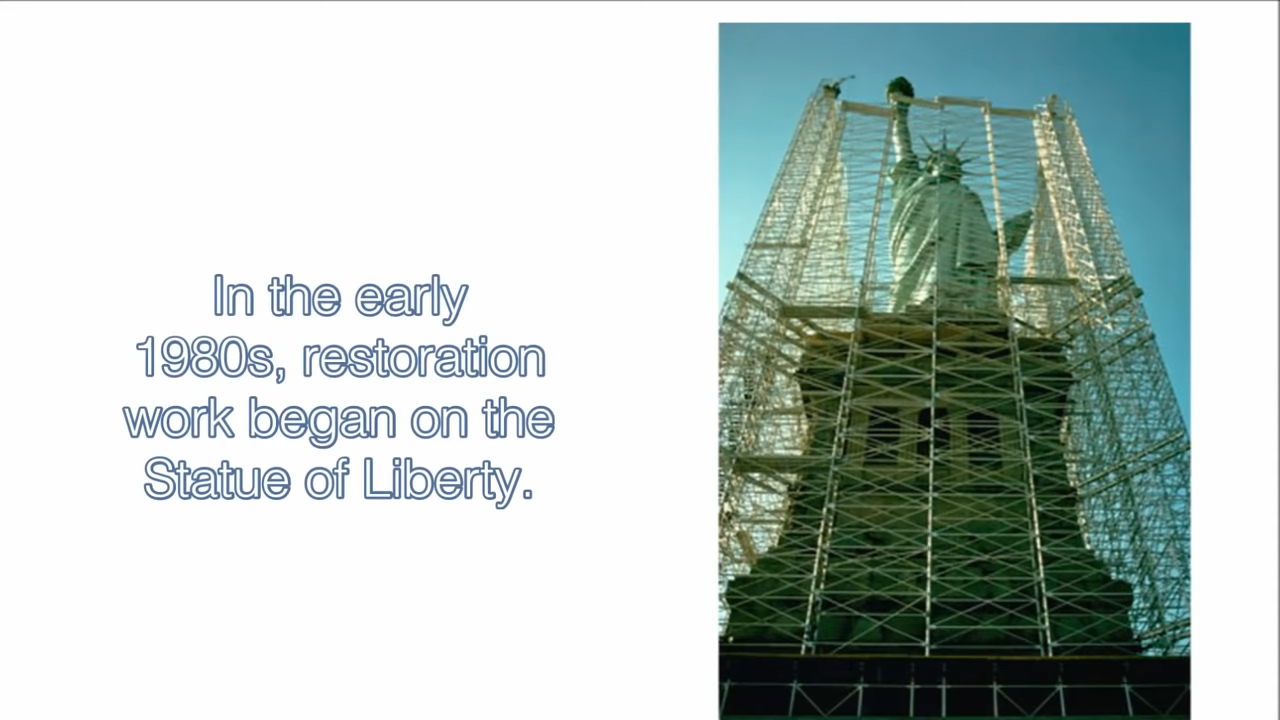 In the early
1980s, restoration
work began on the
Statue of Liberty.